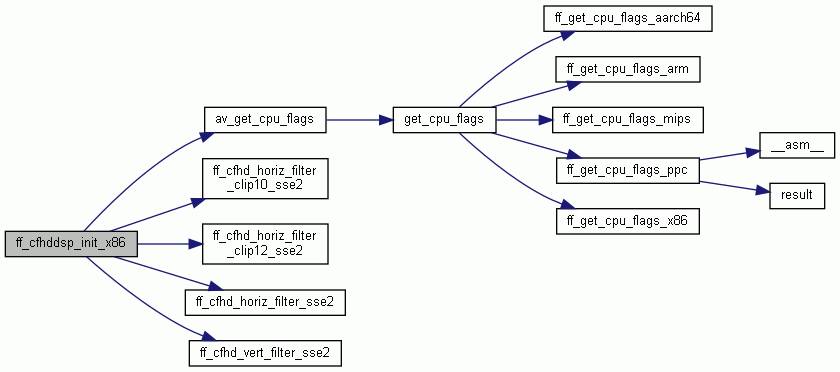 ff_cfhddsp_init_x86
av_get_cpu_flags
ff_cfhd_horiz_filter
_clip10_sse2
ff_cfhd_horiz_filter
_clip12_sse2
ff_cfhd_horiz_filter_sse2
ff_cfhd_vert_filter_sse2
get_cpu_flags
ff_get_cpu_flags_aarch64
ff_get_cpu_flags_arm
ff_get_cpu_flags_mips
ff_get_cpu_flags_ppc
ff_get_cpu_flags_x86
__asm__
result